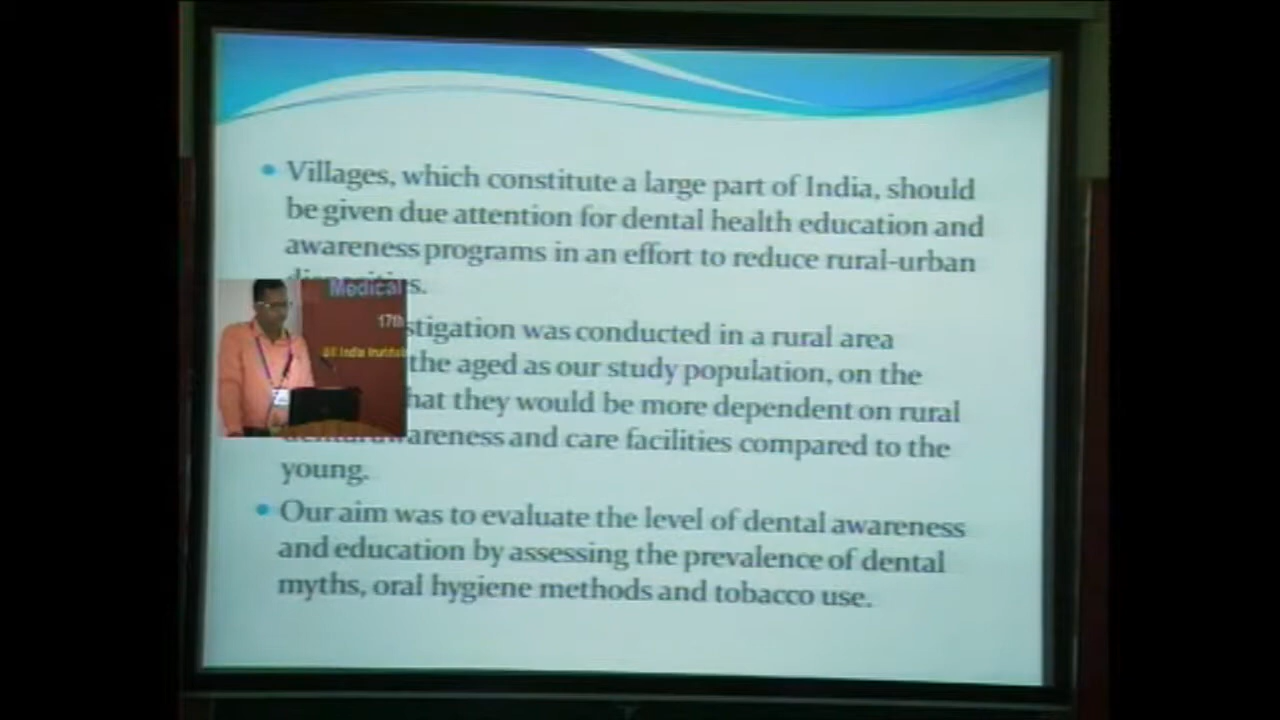 Villages, which constitute a large part of India, should
be given due attention for dental health education and
awareness programs in an effort to reduce rural-urban
Medical
17th
All India Institute
stigation was conducted in a rural area
the aged as our study population, on the
hat they would be more dependent on rural
awareness and care facilities compared to the
young.
Our aim was to evaluate the level of dental awareness
and education by assessing the prevalence of dental
myths, oral hygiene methods and tobacco use.